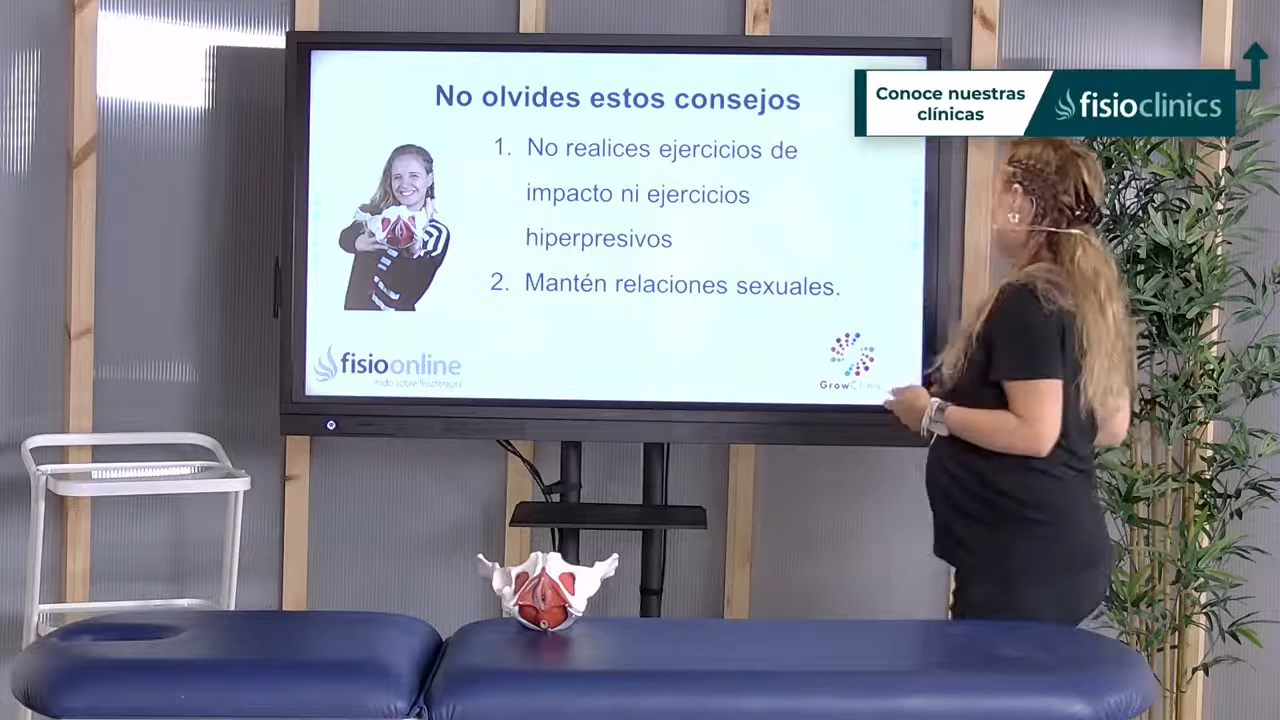 No olvides estos consejos
Conoce nuestras
clínicas
fisioclinics
1. No realices ejercicios de
impacto ni ejercicios
hiperpresivos
2. Mantén relaciones sexuales.
fisioonline
todo sobre fisioterapia
GrowClinic